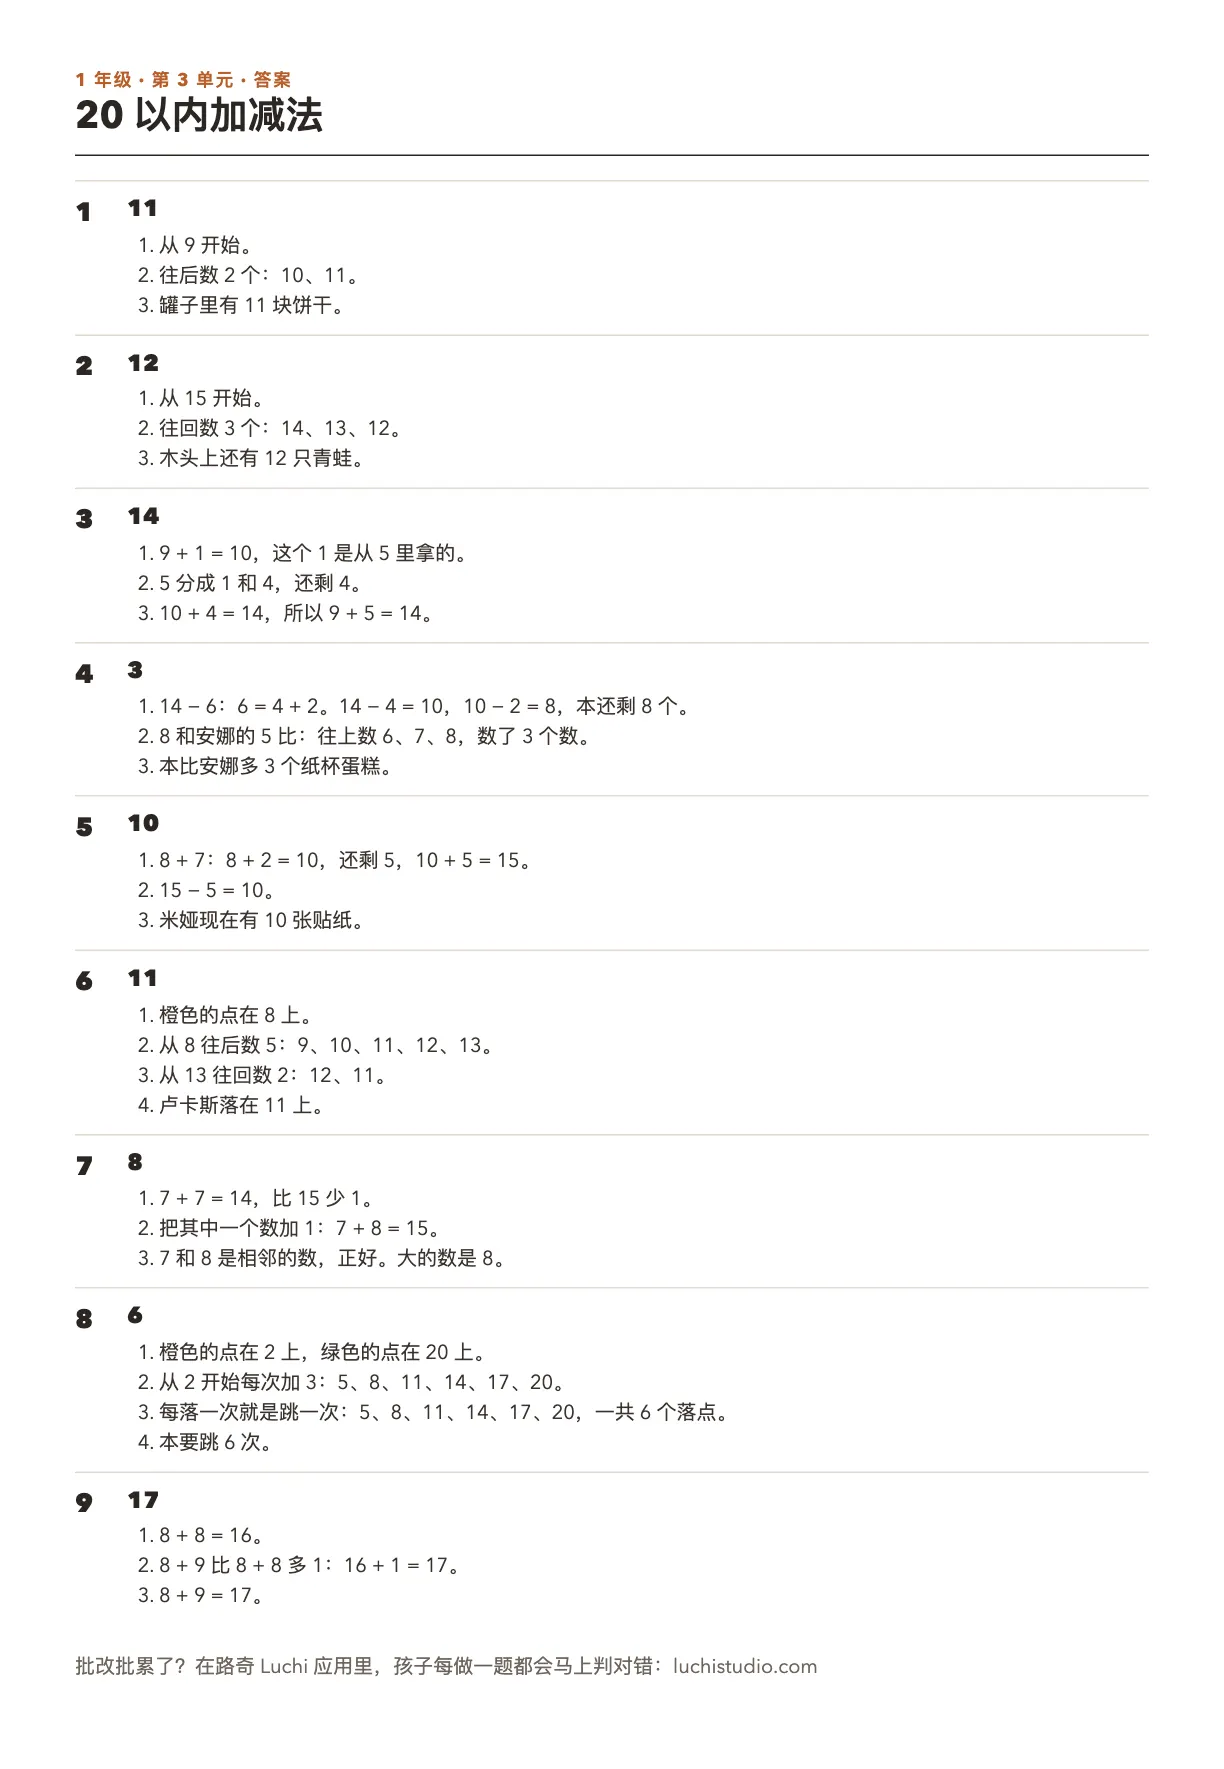 1 年级 · 第 3 单元 · 答案
20 以内加减法
1 11
1. 从 9 开始。
2. 往后数 2 个：10、11。
3. 罐子里有 11 块饼干。
2 12
1. 从 15 开始。
2. 往回数 3 个：14、13、12。
3. 木头上还有 12 只青蛙。
3 14
1. 9 + 1 = 10，这个 1 是从 5 里拿的。
2. 5 分成 1 和 4，还剩 4。
3. 10 + 4 = 14，所以 9 + 5 = 14。
4 3
1. 14 − 6：6 = 4 + 2。14 − 4 = 10，10 − 2 = 8，本还剩 8 个。
2. 8 和安娜的 5 比：往上数 6、7、8，数了 3 个数。
3. 本比安娜多 3 个纸杯蛋糕。
5 10
1. 8 + 7：8 + 2 = 10，还剩 5，10 + 5 = 15。
2. 15 − 5 = 10。
3. 米娅现在有 10 张贴纸。
6 11
1. 橙色的点在 8 上。
2. 从 8 往后数 5：9、10、11、12、13。
3. 从 13 往回数 2：12、11。
4. 卢卡斯落在 11 上。
7 8
1. 7 + 7 = 14，比 15 少 1。
2. 把其中一个数加 1：7 + 8 = 15。
3. 7 和 8 是相邻的数，正好。大的数是 8。
8 6
1. 橙色的点在 2 上，绿色的点在 20 上。
2. 从 2 开始每次加 3：5、8、11、14、17、20。
3. 每落一次就是跳一次：5、8、11、14、17、20，一共 6 个落点。
4. 本要跳 6 次。
9 17
1. 8 + 8 = 16。
2. 8 + 9 比 8 + 8 多 1：16 + 1 = 17。
3. 8 + 9 = 17。
批改批累了？在路奇 Luchi 应用里，孩子每做一题都会马上判对错：luchistudio.com